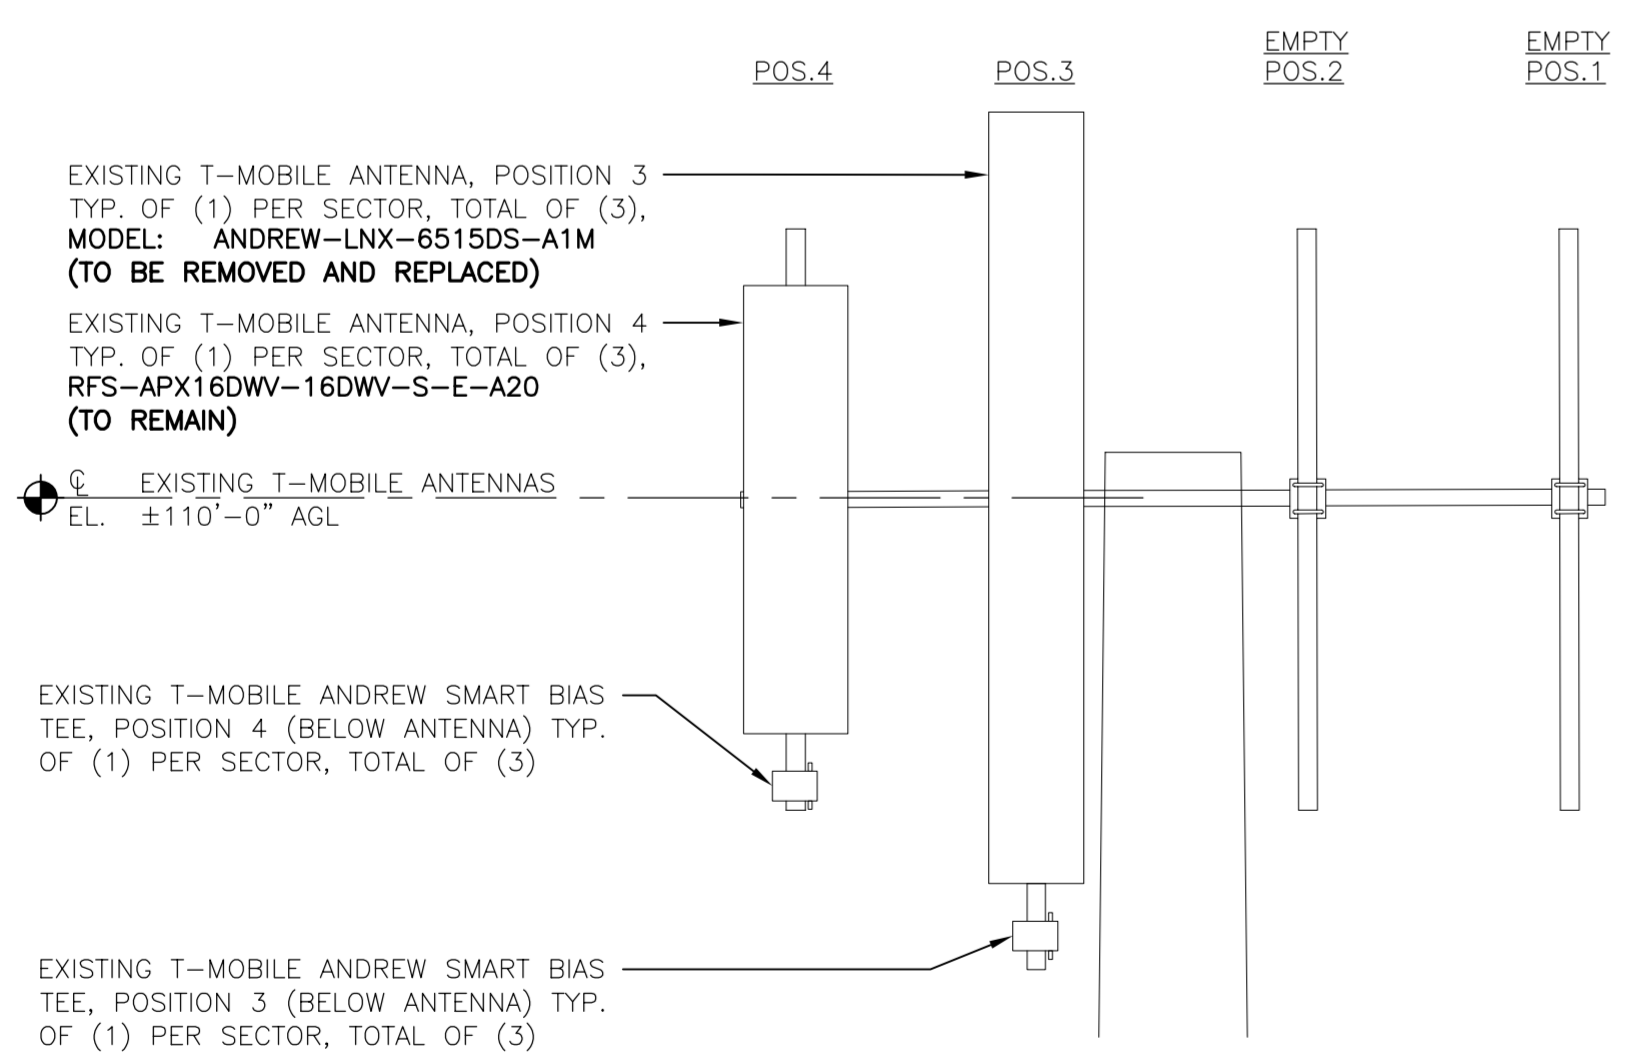 EMPTY
POS.2
EMPTY
POS.1
POS.4
POS.3
EXISTING T-MOBILE ANTENNA, POSITION 3
TYP. OF (1) PER SECTOR, TOTAL OF (3),
MODEL: ANDREW-LNX-6515DS-A1M
(TO BE REMOVED AND REPLACED)
EXISTING T-MOBILE ANTENNA, POSITION 4
TYP. OF (1) PER SECTOR, TOTAL OF (3),
RFS-APX16DWV-16DWV-S-E-A20
(TO REMAIN)
℄ EXISTING T-MOBILE ANTENNAS
EL. ±110'-0" AGL
EXISTING T-MOBILE ANDREW SMART BIAS
TEE, POSITION 4 (BELOW ANTENNA) TYP.
OF (1) PER SECTOR, TOTAL OF (3)
EXISTING T-MOBILE ANDREW SMART BIAS
TEE, POSITION 3 (BELOW ANTENNA) TYP.
OF (1) PER SECTOR, TOTAL OF (3)